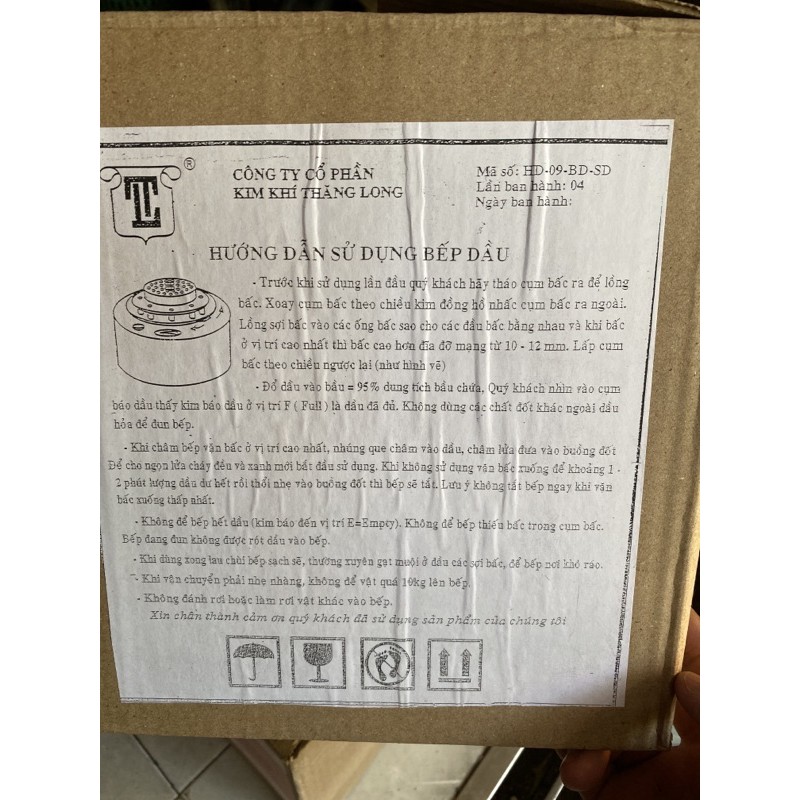 ®
CÔNG TY CỔ PHẦN
KIM KHÍ THĂNG LONG
Mã số: HD-09-BD-SD
Lần ban hành: 04
Ngày ban hành:
HƯỚNG DẪN SỬ DỤNG BẾP DẦU
- Trước khi sử dụng lần đầu quý khách hãy tháo cụm bấc ra để lồng
bấc. Xoay cụm bấc theo chiều kim đồng hồ nhấc cụm bấc ra ngoài.
Lồng sợi bấc vào các ống bấc sao cho các đầu bấc bằng nhau và khi bấc
ở vị trí cao nhất thì bấc cao hơn đĩa đỡ mạng từ 10 - 12 mm. Lắp cụm
bấc theo chiều ngược lại (như hình vẽ)
- Đổ dầu vào bầu = 95% dung tích bầu chứa. Quý khách nhìn vào cụm
báo dầu thấy kim báo dầu ở vị trí F ( Full ) là dầu đã đủ. Không dùng các chất đốt khác ngoài dầu
hỏa để đun bếp.
- Khi châm bếp vặn bấc ở vị trí cao nhất, nhúng que châm vào dầu, châm lửa đưa vào buồng đốt
Để cho ngọn lửa cháy đều và xanh mới bắt đầu sử dụng. Khi không sử dụng vặn bấc xuống để khoảng 1 -
2 phút lượng dầu dư hết rồi thổi nhẹ vào buồng đốt thì bếp sẽ tắt. Lưu ý không tắt bếp ngay khi vặn
bấc xuống thấp nhất.
- Không để bếp hết dầu (kim báo đến vị trí E=Empty). Không để bếp thiếu bấc trong cụm bấc.
Bếp đang đun không được rót dầu vào bếp.
- Khi dùng xong lau chùi bếp sạch sẽ, thường xuyên gạt muội ở đầu các sợi bấc, để bếp nơi khô ráo.
- Khi vận chuyển phải nhẹ nhàng, không để vật quá 10kg lên bếp.
- Không đánh rơi hoặc làm rơi vật khác vào bếp.
Xin chân thành cảm ơn quý khách đã sử dụng sản phẩm của chúng tôi